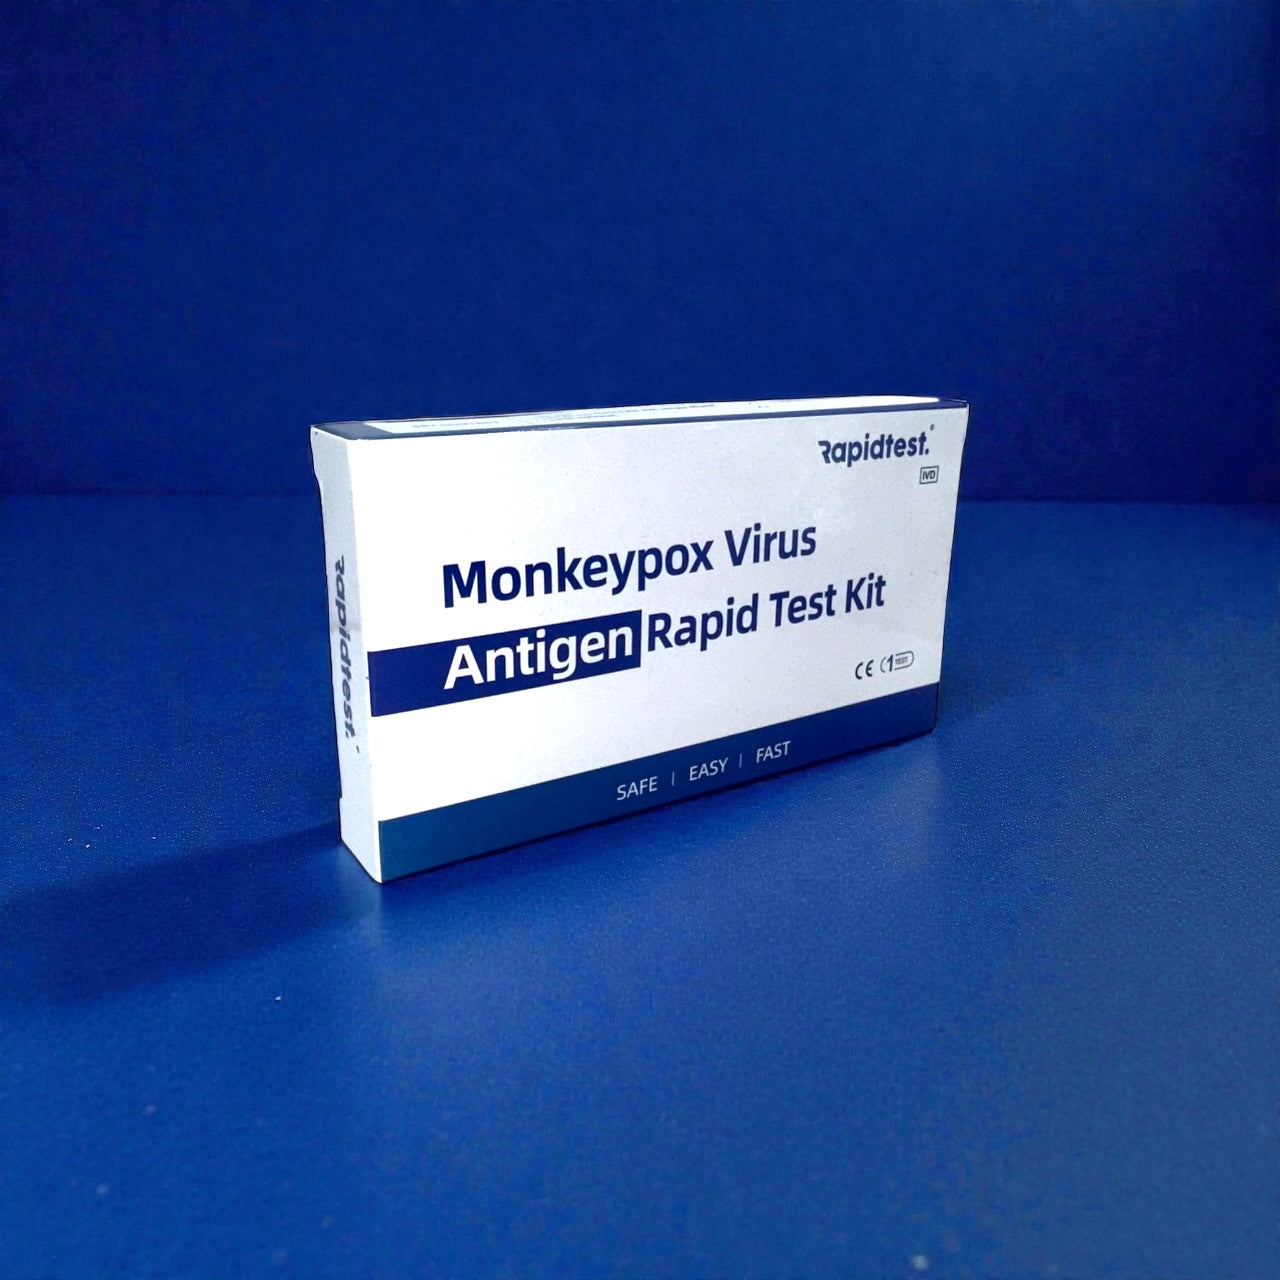 Rapidtest.
IVD
Monkeypox Virus
Antigen Rapid Test Kit
CE 1 TEST
SAFE | EASY | FAST
Rapidtest.